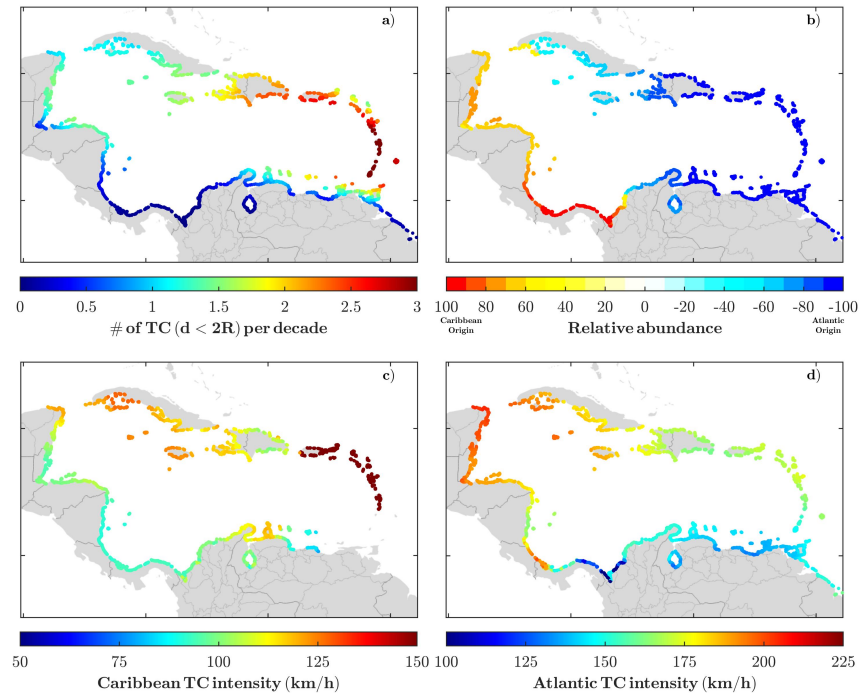 a)
b)
0 0.5 1 1.5 2 2.5 3
# of TC (d < 2R) per decade
100 80 60 40 20 0 -20 -40 -60 -80 -100
Caribbean Origin
Relative abundance
Atlantic Origin
c)
d)
50 75 100 125 150
Caribbean TC intensity (km/h)
100 125 150 175 200 225
Atlantic TC intensity (km/h)